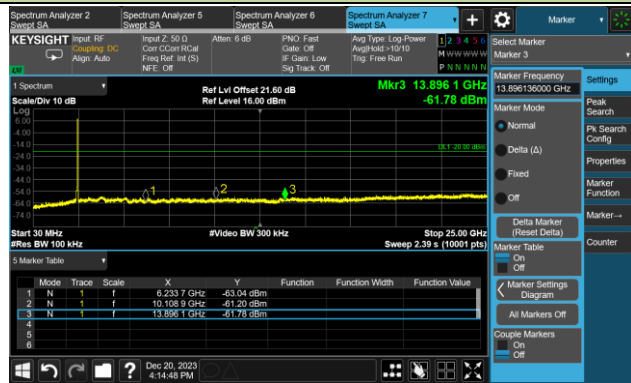 Spectrum Analyzer 2
Swept SA
Spectrum Analyzer 5
Swept SA
Spectrum Analyzer 6
Swept SA
Spectrum Analyzer 7
Swept SA
Marker
KEYSIGHT
Input: RF
Coupling: DC
Align: Auto
Input Z: 50 Ω
Corr CCorr RCal
Freq Ref: Int (S)
NFE: Off
Atten: 6 dB
PNO: Fast
Gate: Off
IF Gain: Low
Sig Track: Off
Avg Type: Log-Power
Avg|Hold:>10/10
Trig: Free Run
1 2 3 4 5 6
M W W W W W
P N N N N N
LM
1 Spectrum
Scale/Div 10 dB
Ref Lvl Offset 21.60 dB
Ref Level 16.00 dBm
Mkr3 13.896 1 GHz
-61.78 dBm
Log
6.00
-4.00
-14.0
-24.0
-34.0
-44.0
-54.0
-64.0
-74.0
DL1 -20.00 dBm
1
2
3
Start 30 MHz
#Res BW 100 kHz
#Video BW 300 kHz
Stop 25.00 GHz
Sweep 2.39 s (10001 pts)
5 Marker Table
Mode Trace Scale X Y Function Function Width Function Value
1 N 1 f 6.233 7 GHz -63.04 dBm
2 N 1 f 10.108 9 GHz -61.20 dBm
3 N 1 f 13.896 1 GHz -61.78 dBm
4
5
6
Select Marker
Marker 3
Marker Frequency
13.896136000 GHz
Marker Mode
Normal
Delta (Δ)
Fixed
Off
Delta Marker
(Reset Delta)
Marker Table
On
Off
Marker Settings
Diagram
All Markers Off
Couple Markers
On
Off
Settings
Peak
Search
Pk Search
Config
Properties
Marker
Function
Marker→
Counter
?
Dec 20, 2023
4:14:48 PM